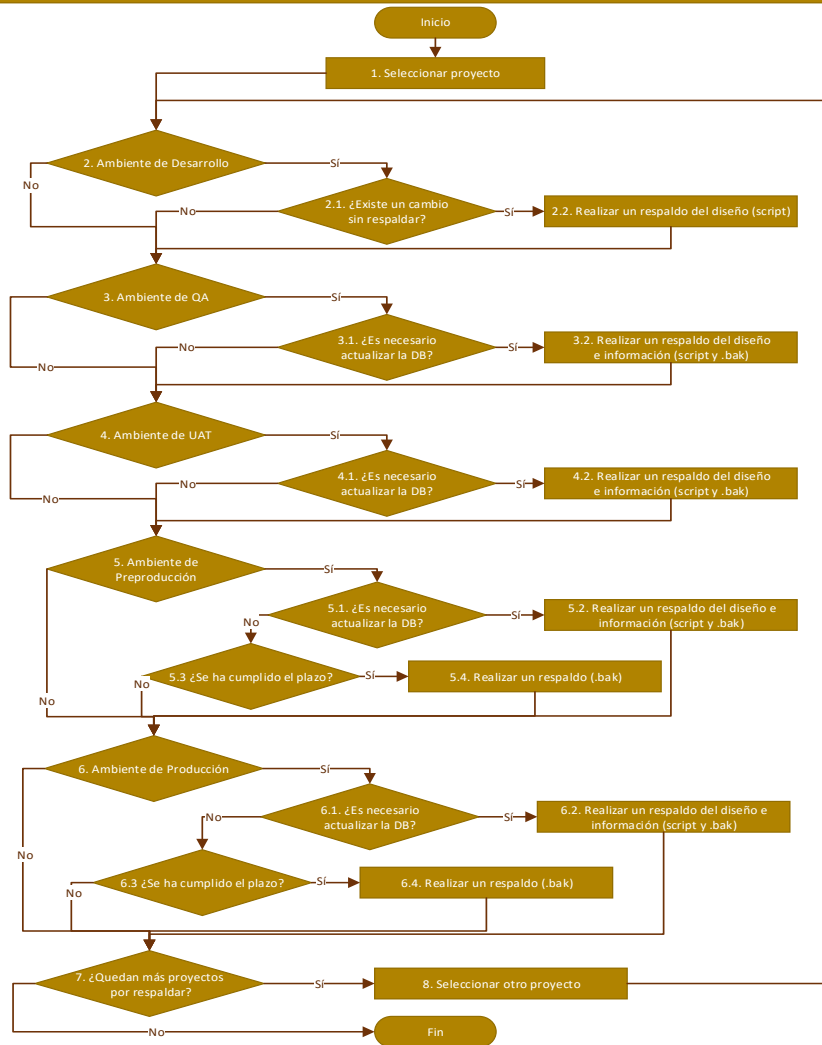 Inicio
1. Seleccionar proyecto
2. Ambiente de Desarrollo
Sí
No
2.1. ¿Existe un cambio
sin respaldar?
No
Sí
2.2. Realizar un respaldo del diseño (script)
3. Ambiente de QA
Sí
No
3.1. ¿Es necesario
actualizar la DB?
No
Sí
3.2. Realizar un respaldo del diseño
e información (script y .bak)
4. Ambiente de UAT
Sí
No
4.1. ¿Es necesario
actualizar la DB?
No
Sí
4.2. Realizar un respaldo del diseño
e información (script y .bak)
5. Ambiente de
Preproducción
Sí
No
5.1. ¿Es necesario
actualizar la DB?
No
Sí
5.2. Realizar un respaldo del diseño e
información (script y .bak)
5.3 ¿Se ha cumplido el plazo?
No
Sí
5.4. Realizar un respaldo (.bak)
6. Ambiente de Producción
Sí
No
6.1. ¿Es necesario
actualizar la DB?
No
Sí
6.2. Realizar un respaldo del diseño e
información (script y .bak)
6.3 ¿Se ha cumplido el plazo?
No
Sí
6.4. Realizar un respaldo (.bak)
7. ¿Quedan más proyectos
por respaldar?
Sí
8. Seleccionar otro proyecto
No
Fin